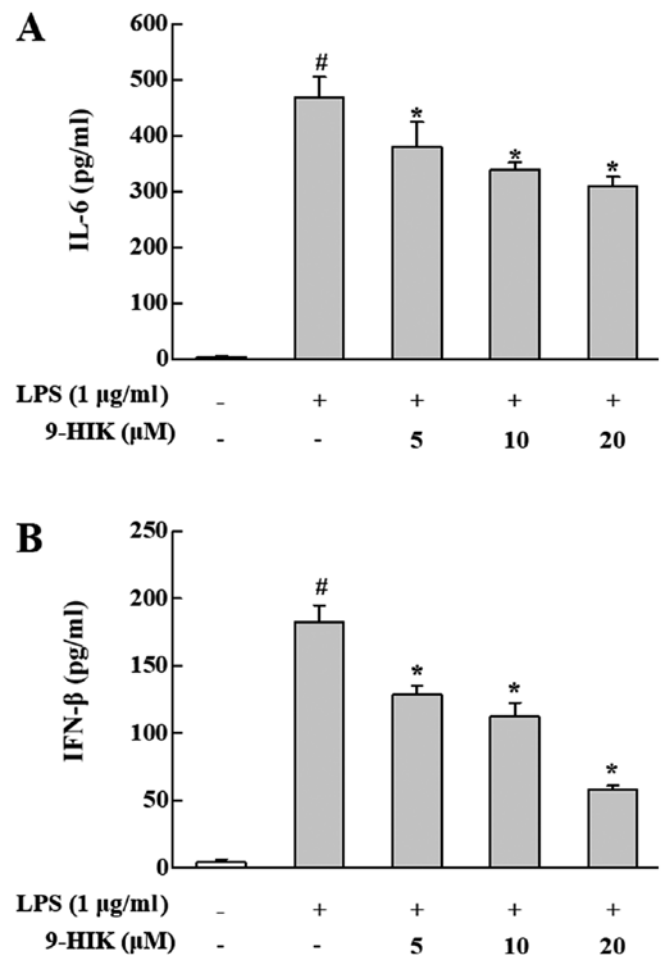 A
600
500
400
300
200
100
0
IL-6 (pg/ml)
#
*
*
*
LPS (1 μg/ml) - + + + +
9-HIK (μM) - - 5 10 20
B
250
200
150
100
50
0
IFN-β (pg/ml)
#
*
*
*
LPS (1 μg/ml) - + + + +
9-HIK (μM) - - 5 10 20